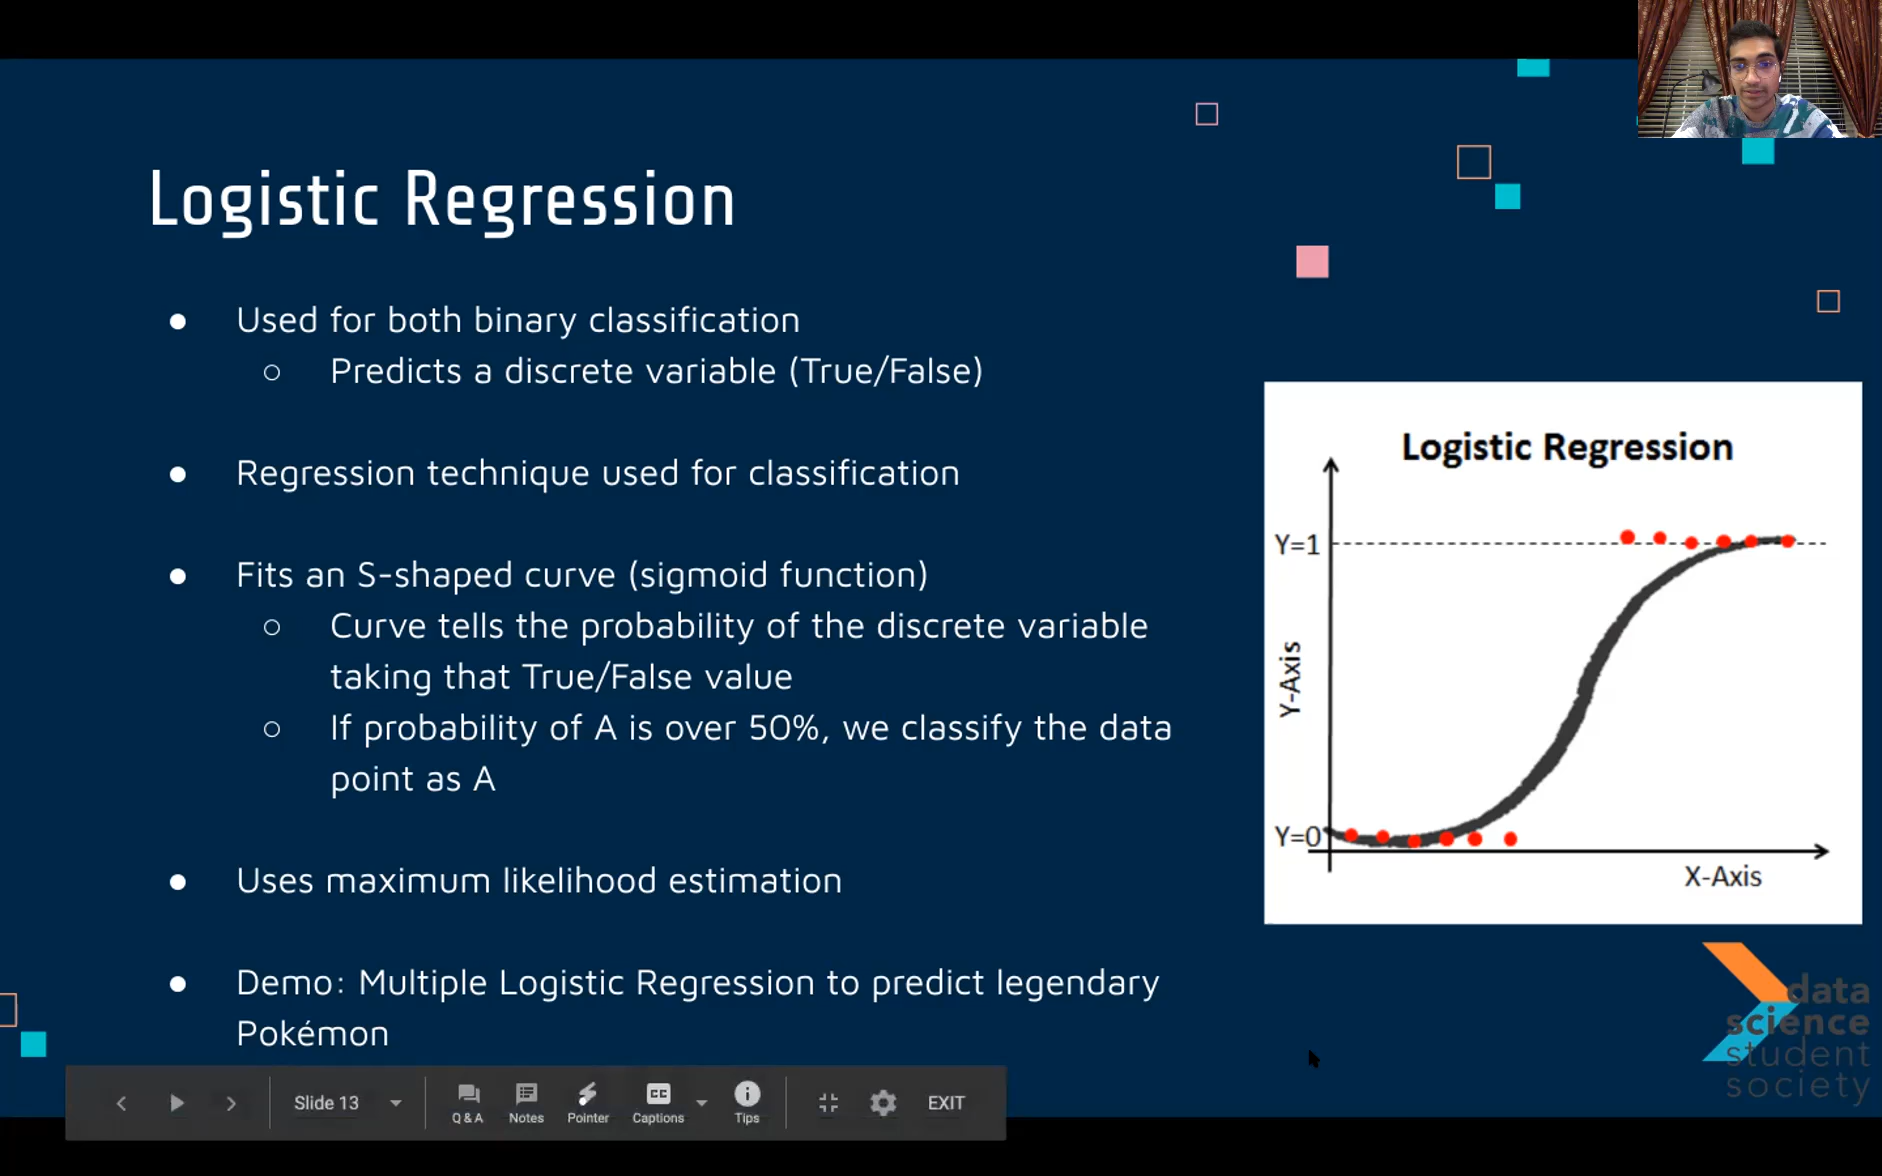 Logistic Regression
● Used for both binary classification
○ Predicts a discrete variable (True/False)
● Regression technique used for classification
● Fits an S-shaped curve (sigmoid function)
○ Curve tells the probability of the discrete variable
taking that True/False value
○ If probability of A is over 50%, we classify the data
point as A
● Uses maximum likelihood estimation
● Demo: Multiple Logistic Regression to predict legendary
Pokémon
Logistic Regression
Y=1
Y-Axis
Y=0
X-Axis
data
science
student
society
Slide 13
Q & A
Notes
Pointer
CC
Captions
Tips
EXIT